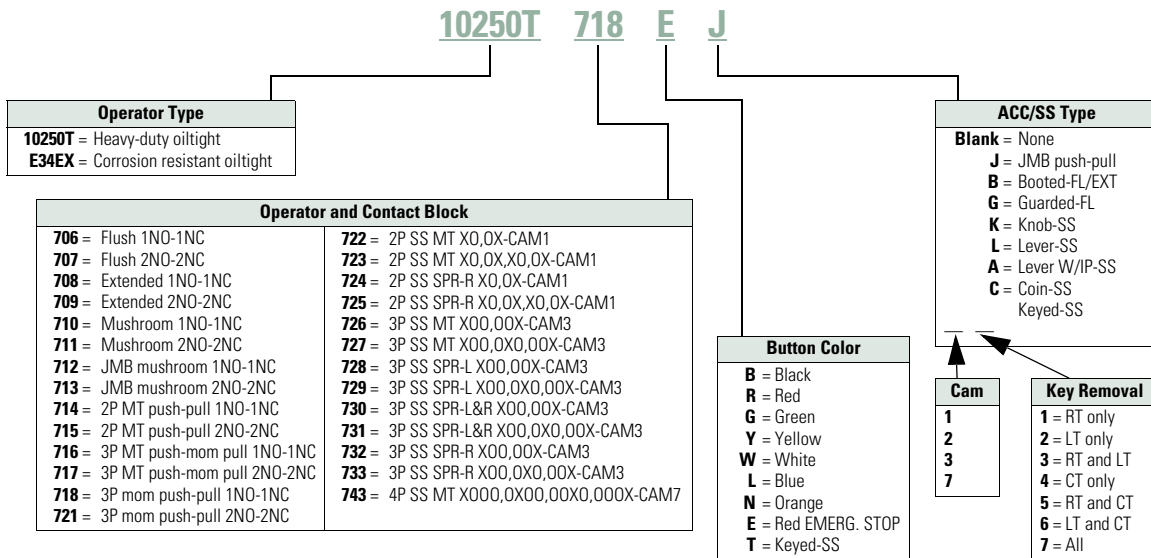 10250T 718 E J
Operator Type
10250T = Heavy-duty oiltight
E34EX = Corrosion resistant oiltight
Operator and Contact Block
706 = Flush 1NO-1NC
707 = Flush 2NO-2NC
708 = Extended 1NO-1NC
709 = Extended 2NO-2NC
710 = Mushroom 1NO-1NC
711 = Mushroom 2NO-2NC
712 = JMB mushroom 1NO-1NC
713 = JMB mushroom 2NO-2NC
714 = 2P MT push-pull 1NO-1NC
715 = 2P MT push-pull 2NO-2NC
716 = 3P MT push-mom pull 1NO-1NC
717 = 3P MT push-mom pull 2NO-2NC
718 = 3P mom push-pull 1NO-1NC
721 = 3P mom push-pull 2NO-2NC
722 = 2P SS MT XO,OX-CAM1
723 = 2P SS MT XO,OX,XO,OX-CAM1
724 = 2P SS SPR-R XO,OX-CAM1
725 = 2P SS SPR-R XO,OX,XO,OX-CAM1
726 = 3P SS MT XOO,OOX-CAM3
727 = 3P SS MT XOO,OXO,OOX-CAM3
728 = 3P SS SPR-L XOO,OOX-CAM3
729 = 3P SS SPR-L XOO,OXO,OOX-CAM3
730 = 3P SS SPR-L&R XOO,OOX-CAM3
731 = 3P SS SPR-L&R XOO,OXO,OOX-CAM3
732 = 3P SS SPR-R XOO,OOX-CAM3
733 = 3P SS SPR-R XOO,OXO,OOX-CAM3
743 = 4P SS MT XOOO,OXOO,OOXO,OOOX-CAM7
Button Color
B = Black
R = Red
G = Green
Y = Yellow
W = White
L = Blue
N = Orange
E = Red EMERG. STOP
T = Keyed-SS
ACC/SS Type
Blank = None
J = JMB push-pull
B = Booted-FL/EXT
G = Guarded-FL
K = Knob-SS
L = Lever-SS
A = Lever W/IP-SS
C = Coin-SS
Keyed-SS
Cam
1
2
3
7
Key Removal
1 = RT only
2 = LT only
3 = RT and LT
4 = CT only
5 = RT and CT
6 = LT and CT
7 = All